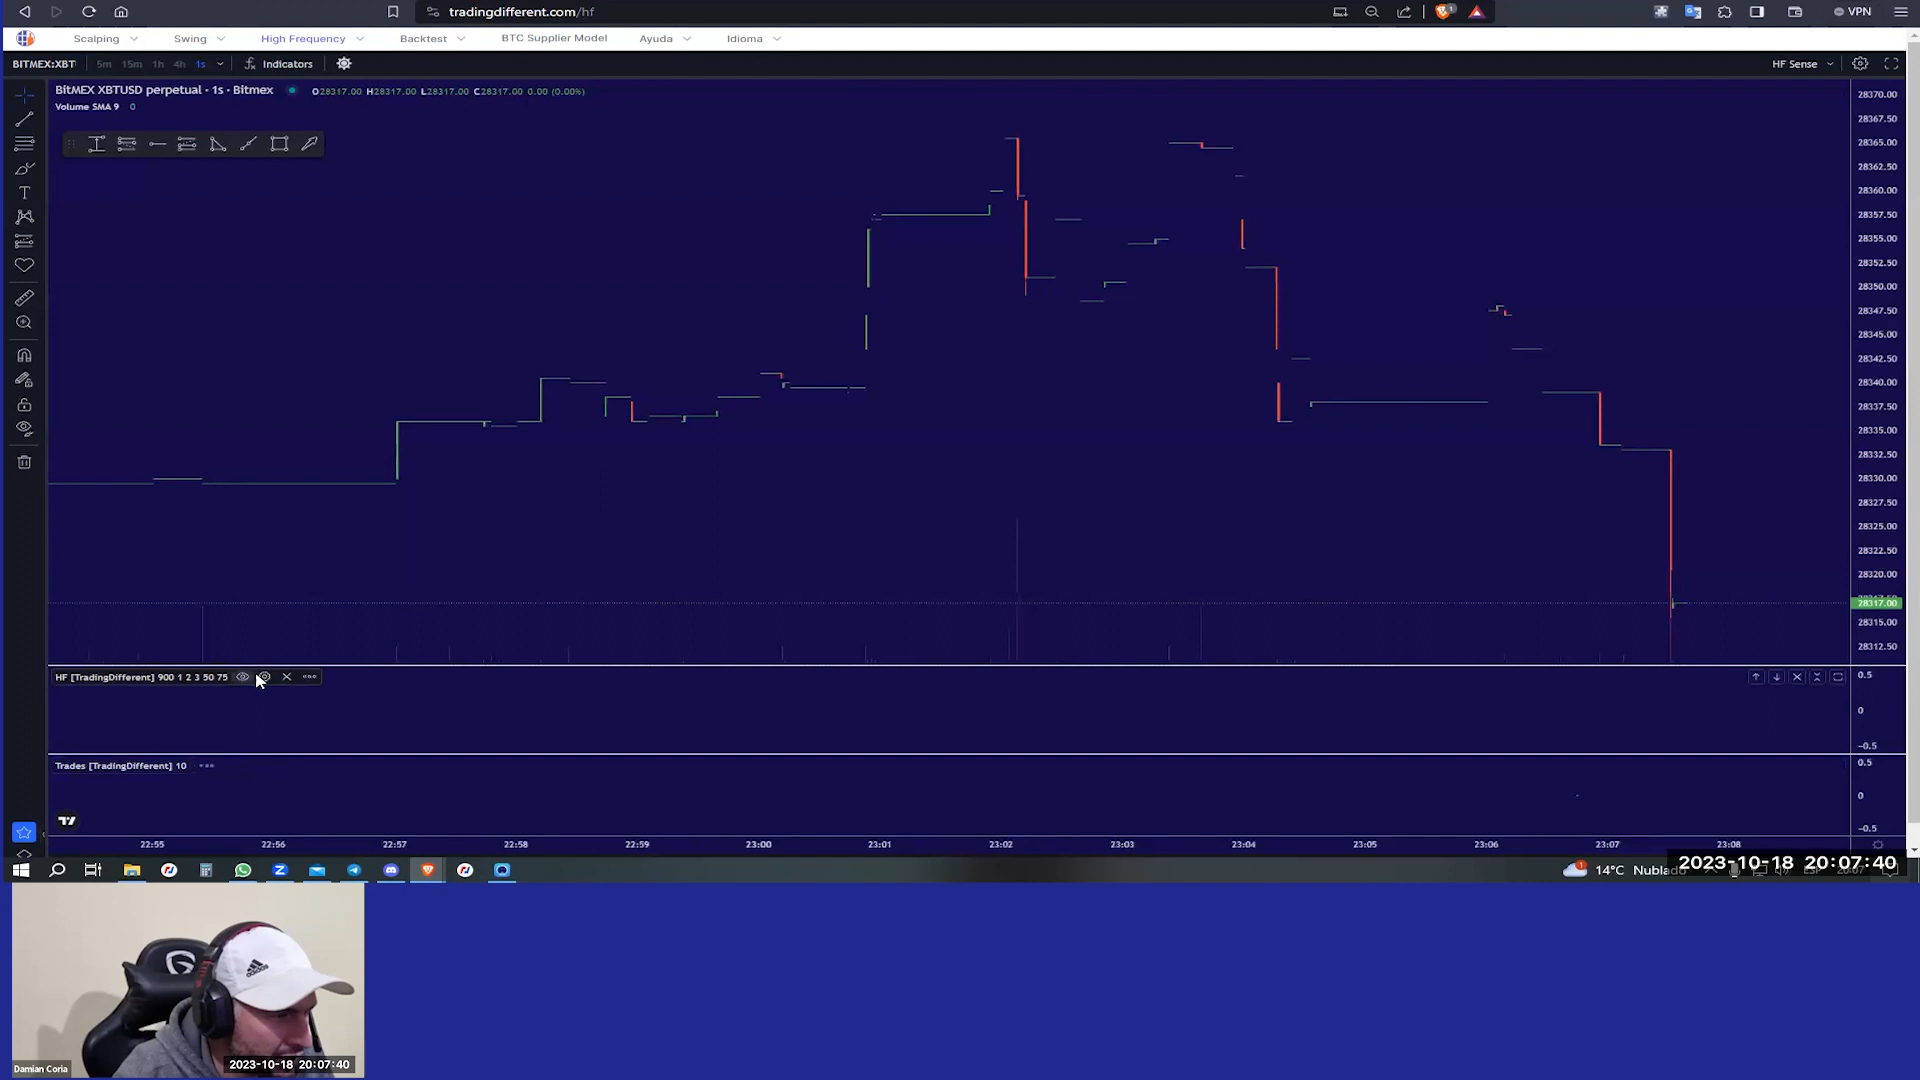 tradingdifferent.com/hf
VPN
Scalping Swing High Frequency Backtest BTC Supplier Model Ayuda Idioma
BITMEX:XBT 5m 15m 1h 4h 1s Indicators HF Sense
BitMEX XBTUSD perpetual · 1s · Bitmex O28317.00 H28317.00 L28317.00 C28317.00 0.00 (0.00%)
Volume SMA 9 0
28370.00
28367.50
28365.00
28362.50
28360.00
28357.50
28355.00
28352.50
28350.00
28347.50
28345.00
28342.50
28340.00
28337.50
28335.00
28332.50
28330.00
28327.50
28325.00
28322.50
28320.00
28317.00
28315.00
28312.50
HF [TradingDifferent] 900 1 2 3 50 75
0.5
0
-0.5
Trades [TradingDifferent] 10
0.5
0
-0.5
22:55 22:56 22:57 22:58 22:59 23:00 23:01 23:02 23:03 23:04 23:05 23:06 23:07 23:08
2023-10-18 20:07:40
14°C Nublado
adidas
2023-10-18 20:07:40
Damian Coria